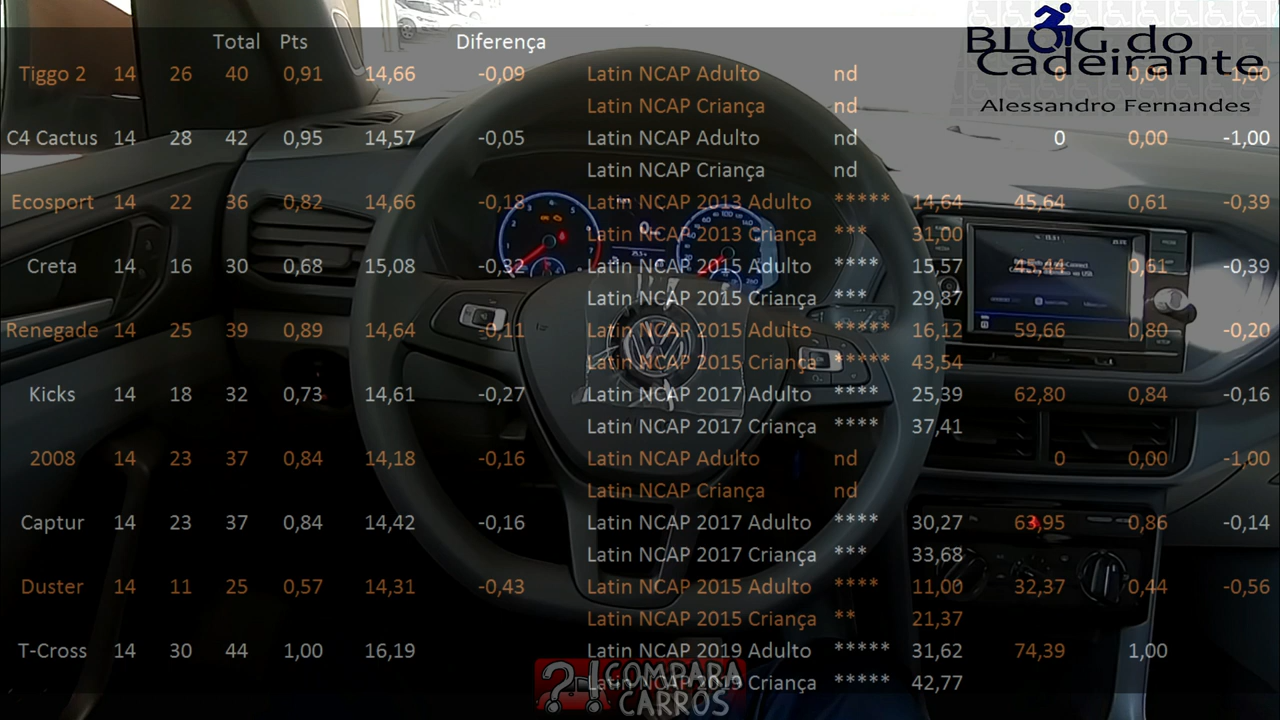 BLOG do
Cadeirante
Alessandro Fernandes
Total Pts Diferença
Tiggo 2 14 26 40 0,91 14,66 -0,09 Latin NCAP Adulto nd 0 0,00 -1,00
Latin NCAP Criança nd
C4 Cactus 14 28 42 0,95 14,57 -0,05 Latin NCAP Adulto nd 0 0,00 -1,00
Latin NCAP Criança nd
Ecosport 14 22 36 0,82 14,66 -0,18 Latin NCAP 2013 Adulto ***** 14,64 45,64 0,61 -0,39
Latin NCAP 2013 Criança *** 31,00
Creta 14 16 30 0,68 15,08 -0,32 Latin NCAP 2015 Adulto **** 15,57 45,44 0,61 -0,39
Latin NCAP 2015 Criança *** 29,87
Renegade 14 25 39 0,89 14,64 -0,11 Latin NCAP 2015 Adulto ***** 16,12 59,66 0,80 -0,20
Latin NCAP 2015 Criança ***** 43,54
Kicks 14 18 32 0,73 14,61 -0,27 Latin NCAP 2017 Adulto **** 25,39 62,80 0,84 -0,16
Latin NCAP 2017 Criança **** 37,41
2008 14 23 37 0,84 14,18 -0,16 Latin NCAP Adulto nd 0 0,00 -1,00
Latin NCAP Criança nd
Captur 14 23 37 0,84 14,42 -0,16 Latin NCAP 2017 Adulto **** 30,27 63,95 0,86 -0,14
Latin NCAP 2017 Criança *** 33,68
Duster 14 11 25 0,57 14,31 -0,43 Latin NCAP 2015 Adulto **** 11,00 32,37 0,44 -0,56
Latin NCAP 2015 Criança ** 21,37
T-Cross 14 30 44 1,00 16,19 Latin NCAP 2019 Adulto ***** 31,62 74,39 1,00
Latin NCAP 2019 Criança ***** 42,77
COMPARA
CARROS